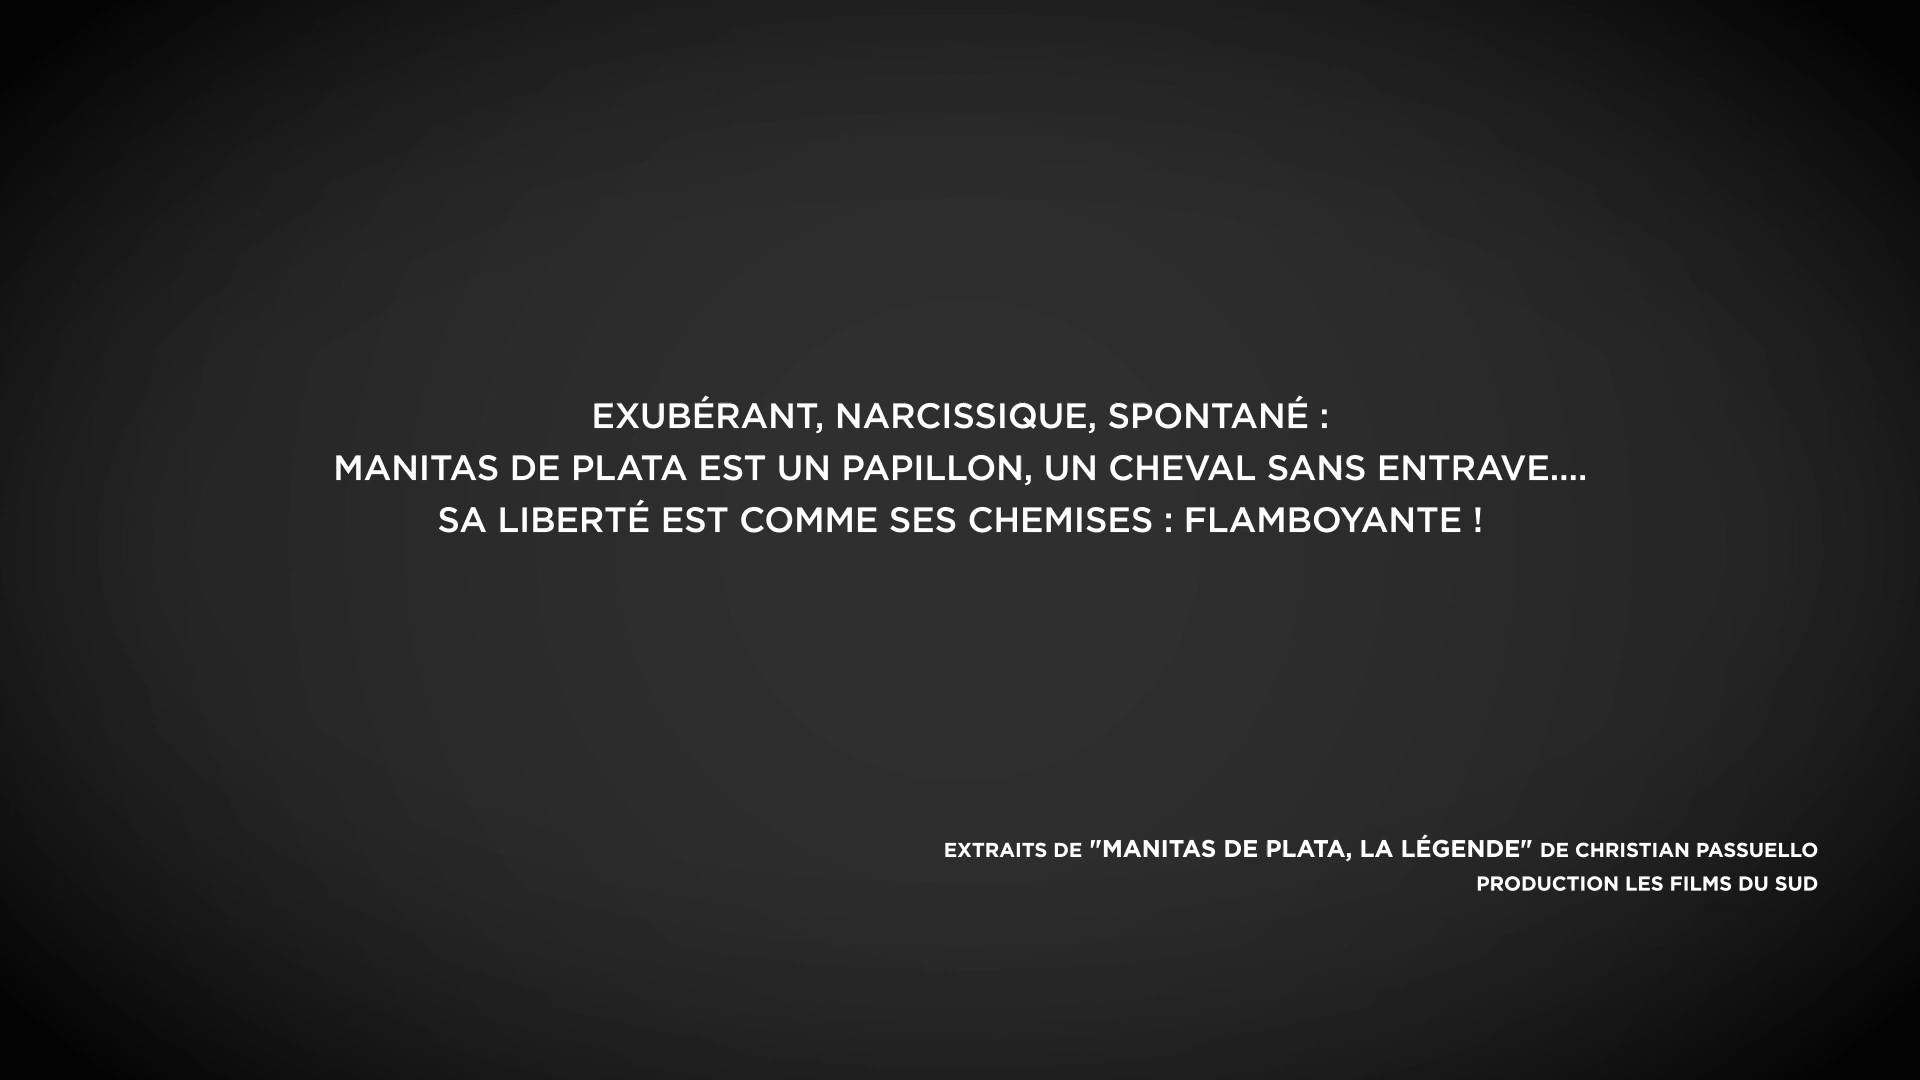 EXUBÉRANT, NARCISSIQUE, SPONTANÉ :
MANITAS DE PLATA EST UN PAPILLON, UN CHEVAL SANS ENTRAVE....
SA LIBERTÉ EST COMME SES CHEMISES : FLAMBOYANTE !
EXTRAITS DE "MANITAS DE PLATA, LA LÉGENDE" DE CHRISTIAN PASSUELLO
PRODUCTION LES FILMS DU SUD